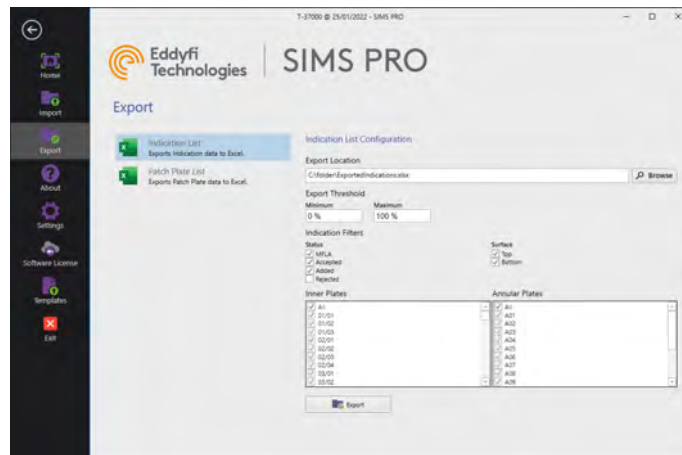 T-37000 @ 25/01/2022 - SIMS PRO
Eddyfi
Technologies
SIMS PRO
Home
Import
Export
About
Settings
Software License
Templates
Exit
Export
Indication List
Exports Indication data to Excel.
Patch Plate List
Exports Patch Plate data to Excel.
Indication List Configuration
Export Location
C:\folder\ExportedIndications.xlsx
Browse
Export Threshold
Minimum Maximum
0 % 100 %
Indication Filters
Status Surface
MFLA Top
Accepted Bottom
Added
Rejected
Inner Plates Annular Plates
All All
01/01 A01
01/02 A02
01/03 A03
02/01 A04
02/02 A05
02/03 A06
02/04 A07
03/01 A08
03/02 A09
Export